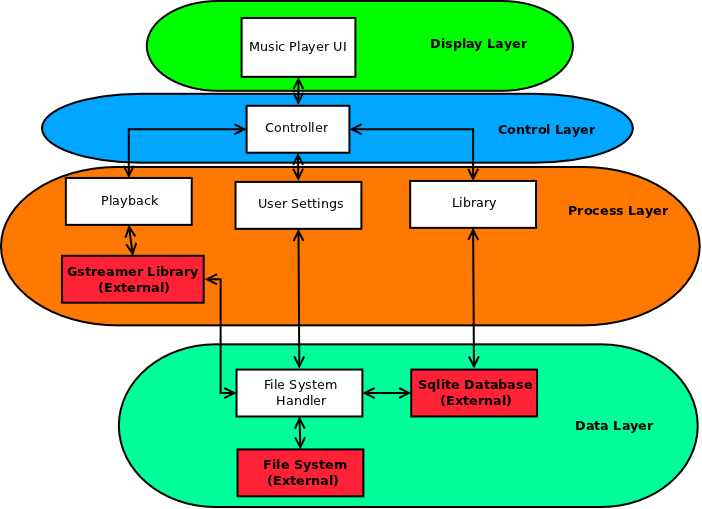 Music Player UI
Display Layer
Controller
Control Layer
Playback
User Settings
Library
Process Layer
Gstreamer Library
(External)
File System
Handler
Sqlite Database
(External)
Data Layer
File System
(External)